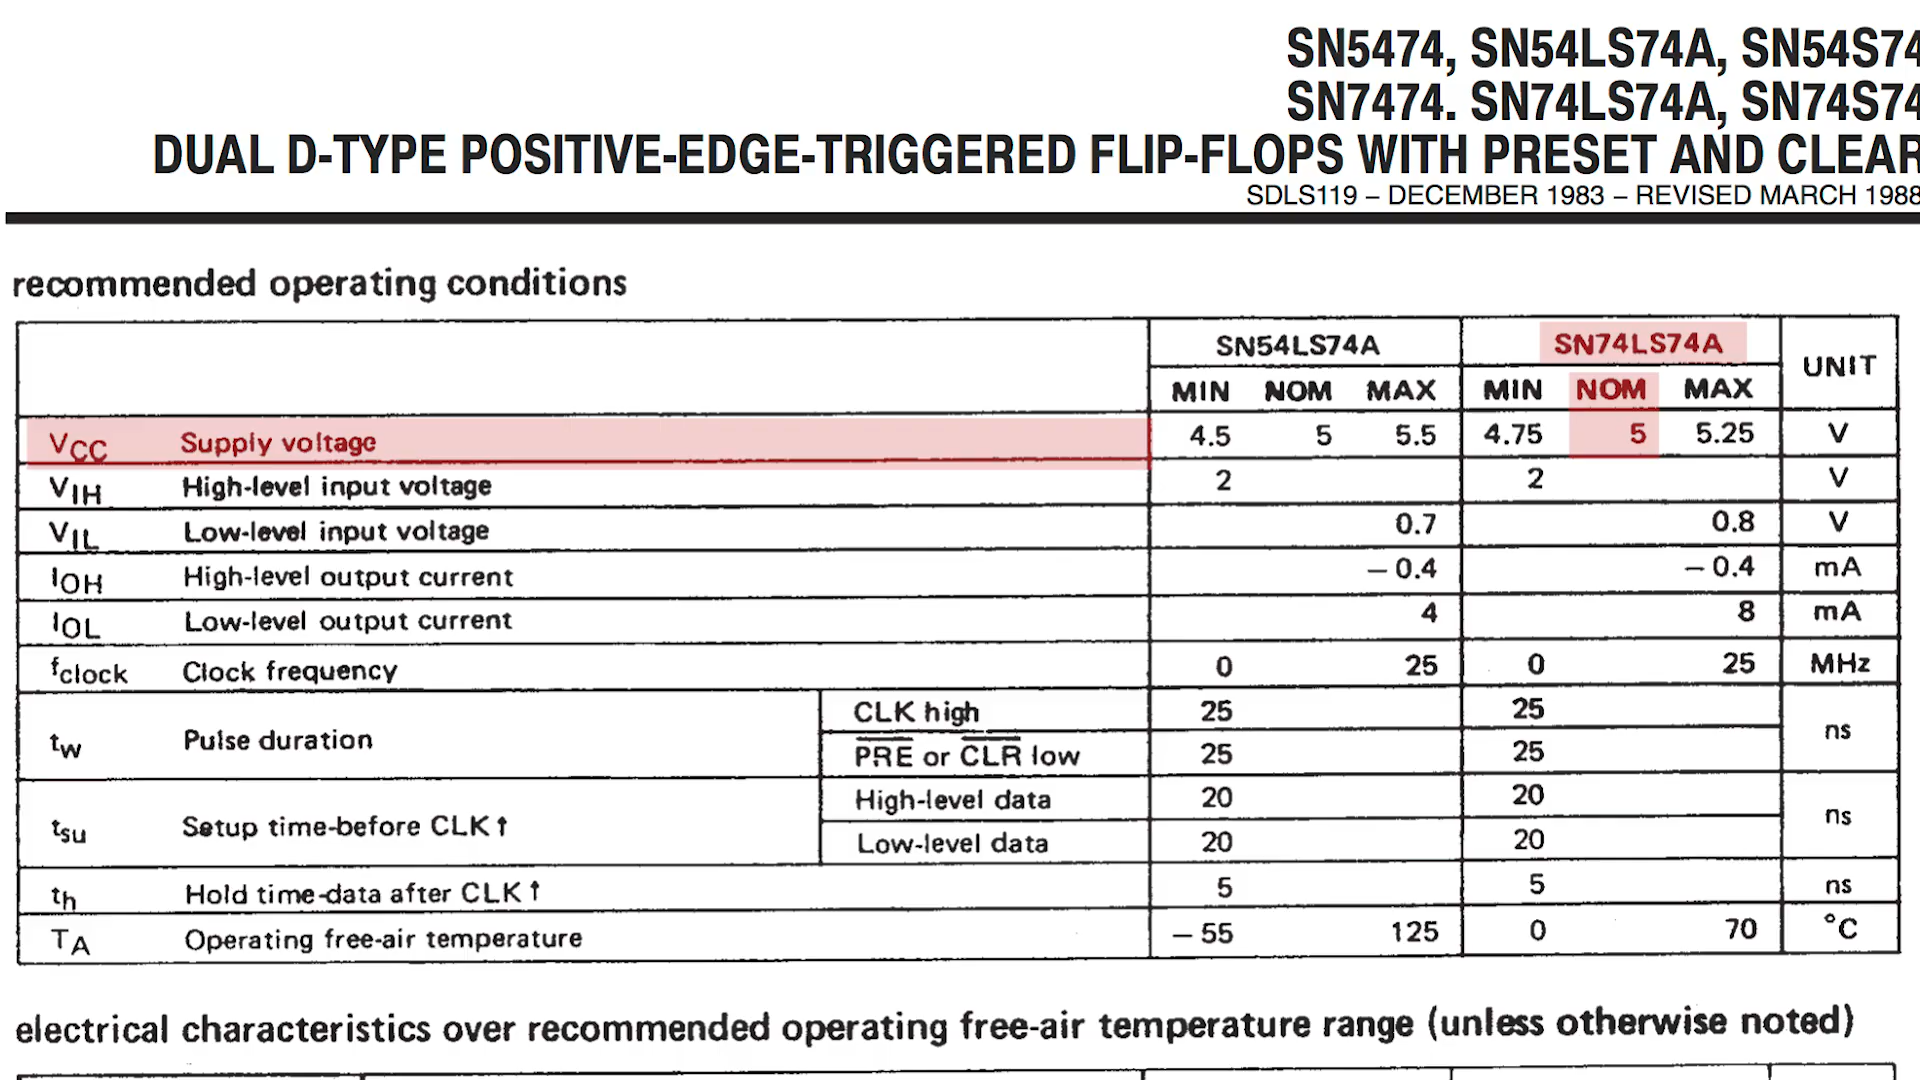 SN5474, SN54LS74A, SN54S74
SN7474. SN74LS74A, SN74S74
DUAL D-TYPE POSITIVE-EDGE-TRIGGERED FLIP-FLOPS WITH PRESET AND CLEAR
SDLS119 – DECEMBER 1983 – REVISED MARCH 1988
recommended operating conditions
SN54LS74A SN74LS74A UNIT
MIN NOM MAX MIN NOM MAX
VCC Supply voltage 4.5 5 5.5 4.75 5 5.25 V
VIH High-level input voltage 2 2 V
VIL Low-level input voltage 0.7 0.8 V
IOH High-level output current – 0.4 – 0.4 mA
IOL Low-level output current 4 8 mA
fclock Clock frequency 0 25 0 25 MHz
tw Pulse duration CLK high 25 25 ns
PRE or CLR low 25 25
tsu Setup time-before CLK↑ High-level data 20 20 ns
Low-level data 20 20
th Hold time-data after CLK↑ 5 5 ns
TA Operating free-air temperature – 55 125 0 70 °C
electrical characteristics over recommended operating free-air temperature range (unless otherwise noted)